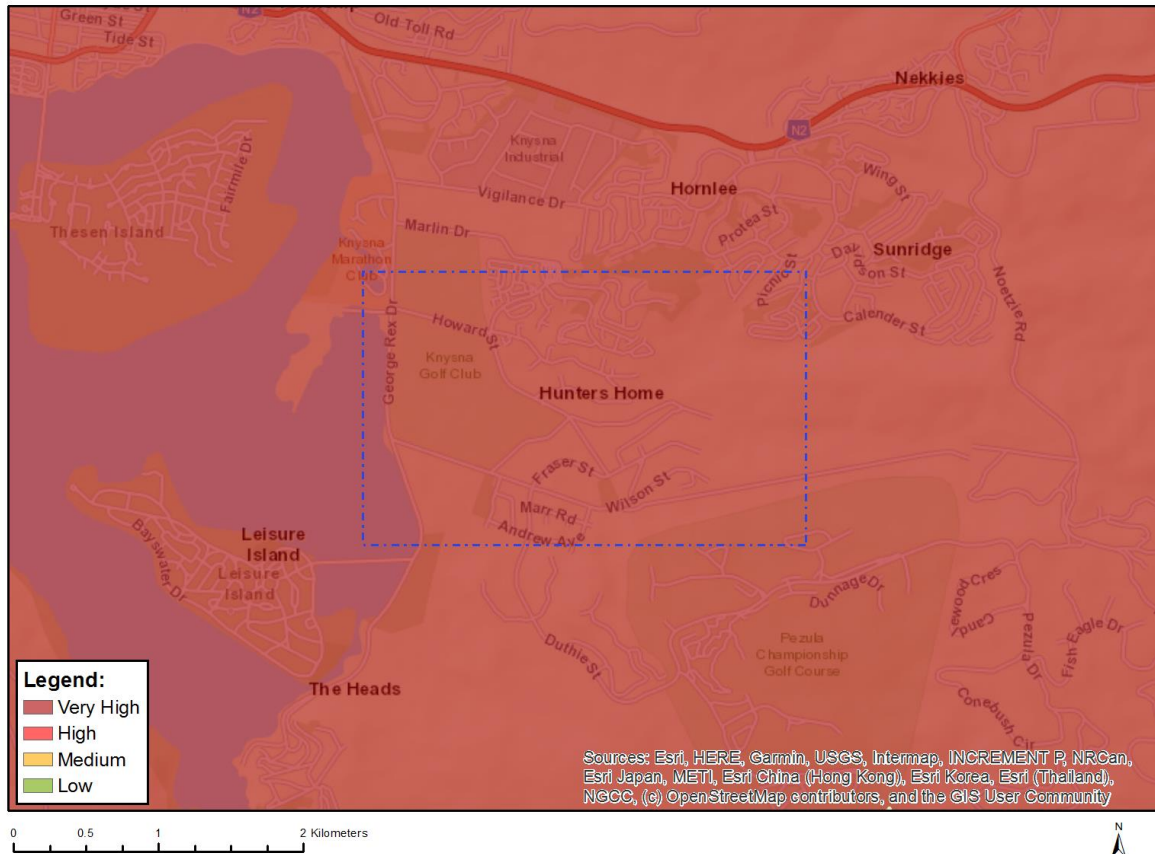 Green St
Tide St
N2
Old Toll Rd
Nekkies
N2
Knysna
Industrial
Hornlee
Wing St
Fairmile Dr
Vigilance Dr
Protea St
Thesen Island
Marlin Dr
Knysna
Marathon
Club
Sunridge
Davidson St
Picnic St
Noetzie Rd
George Rex Dr
Howard St
Calender St
Knysna
Golf Club
Hunters Home
Fraser St
Wilson St
Marr Rd
Andrew Ave
Leisure
Island
Leisure
Island
Bayswater Dr
Dunnage Dr
Duthie St
Pezula
Championship
Golf Course
Pezula Dr
Fish Eagle Dr
Conebush Cir
The Heads
Legend:
Very High
High
Medium
Low
Sources: Esri, HERE, Garmin, USGS, Intermap, INCREMENT P, NRCan,
Esri Japan, METI, Esri China (Hong Kong), Esri Korea, Esri (Thailand),
NGCC, (c) OpenStreetMap contributors, and the GIS User Community
0 0.5 1 2 Kilometers
N